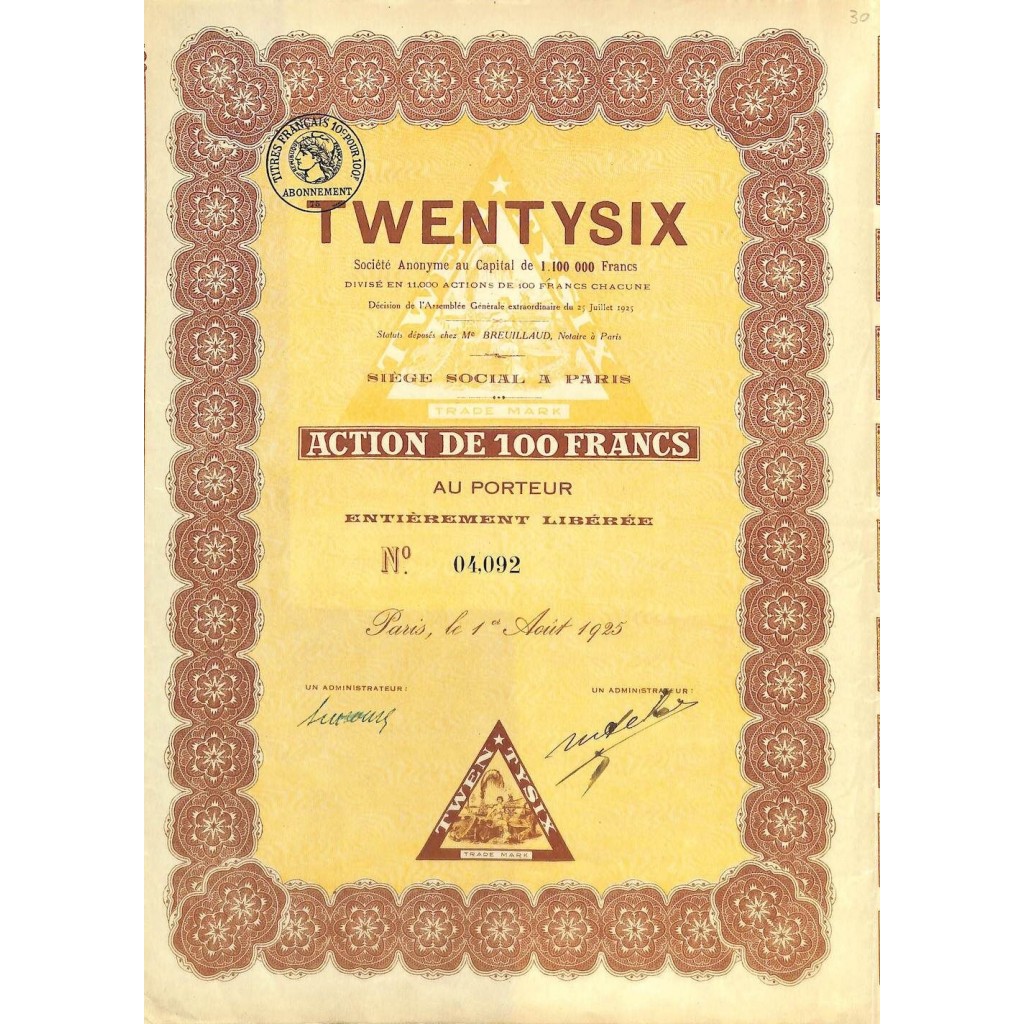 30
TITRES FRANÇAIS 10ᶜ POUR 100ᶠ
ABONNEMENT
TWENTYSIX
Société Anonyme au Capital de 1.100 000 Francs
DIVISÉ EN 11.000 ACTIONS DE 100 FRANCS CHACUNE
Décision de l'Assemblée Générale extraordinaire du 25 Juillet 1925
Statuts déposés chez Mᵉ BREUILLAUD, Notaire à Paris
SIÈGE SOCIAL A PARIS
TRADE MARK
ACTION DE 100 FRANCS
AU PORTEUR
ENTIÈREMENT LIBÉRÉE
Nº. 04,092
Paris, le 1ᵉʳ Août 1925
UN ADMINISTRATEUR :
UN ADMINISTRATEUR :
TWEN ★ TYSIX
TRADE MARK